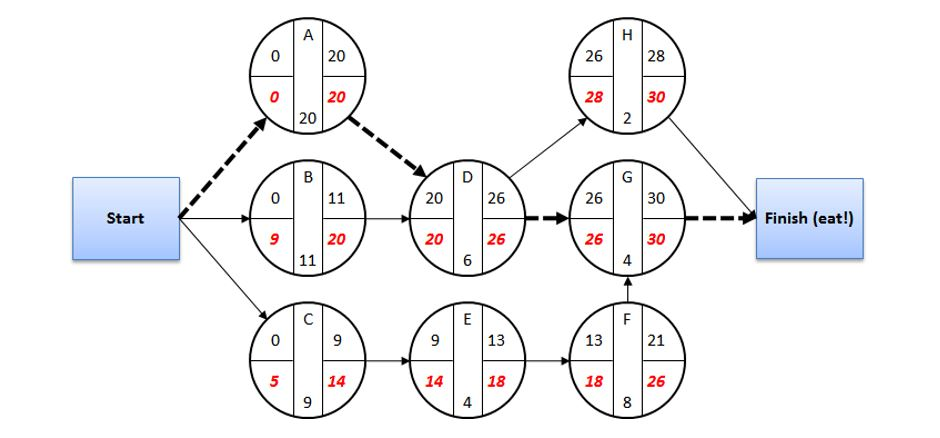 A
0 20
0 20
20
H
26 28
28 30
2
Start
B
0 11
9 20
11
D
20 26
20 26
6
G
26 30
26 30
4
Finish (eat!)
C
0 9
5 14
9
E
9 13
14 18
4
F
13 21
18 26
8